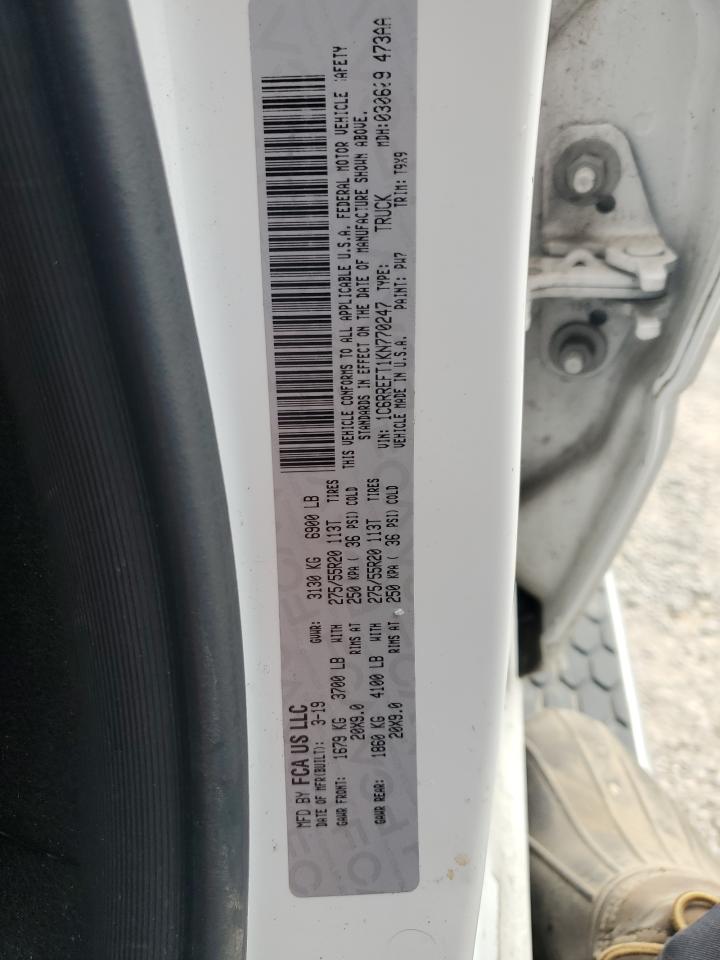 MFD BY FCA US LLC
DATE OF MFR(BUILT): 3-19 GVWR: 3130 KG 6900 LB
GAWR FRONT: 1679 KG 3700 LB WITH 275/55R20 113T TIRES
20X9.0 RIMS AT 250 KPA ( 36 PSI) COLD
GAWR REAR: 1860 KG 4100 LB WITH 275/55R20 113T TIRES
20X9.0 RIMS AT 250 KPA ( 36 PSI) COLD
THIS VEHICLE CONFORMS TO ALL APPLICABLE U.S.A. FEDERAL MOTOR VEHICLE SAFETY
STANDARDS IN EFFECT ON THE DATE OF MANUFACTURE SHOWN ABOVE.
VIN: 1C6RREFT1KN770247 TYPE: TRUCK MDH: 473AA
VEHICLE MADE IN U.S.A. PAINT: PW7 TRIM: T9X9